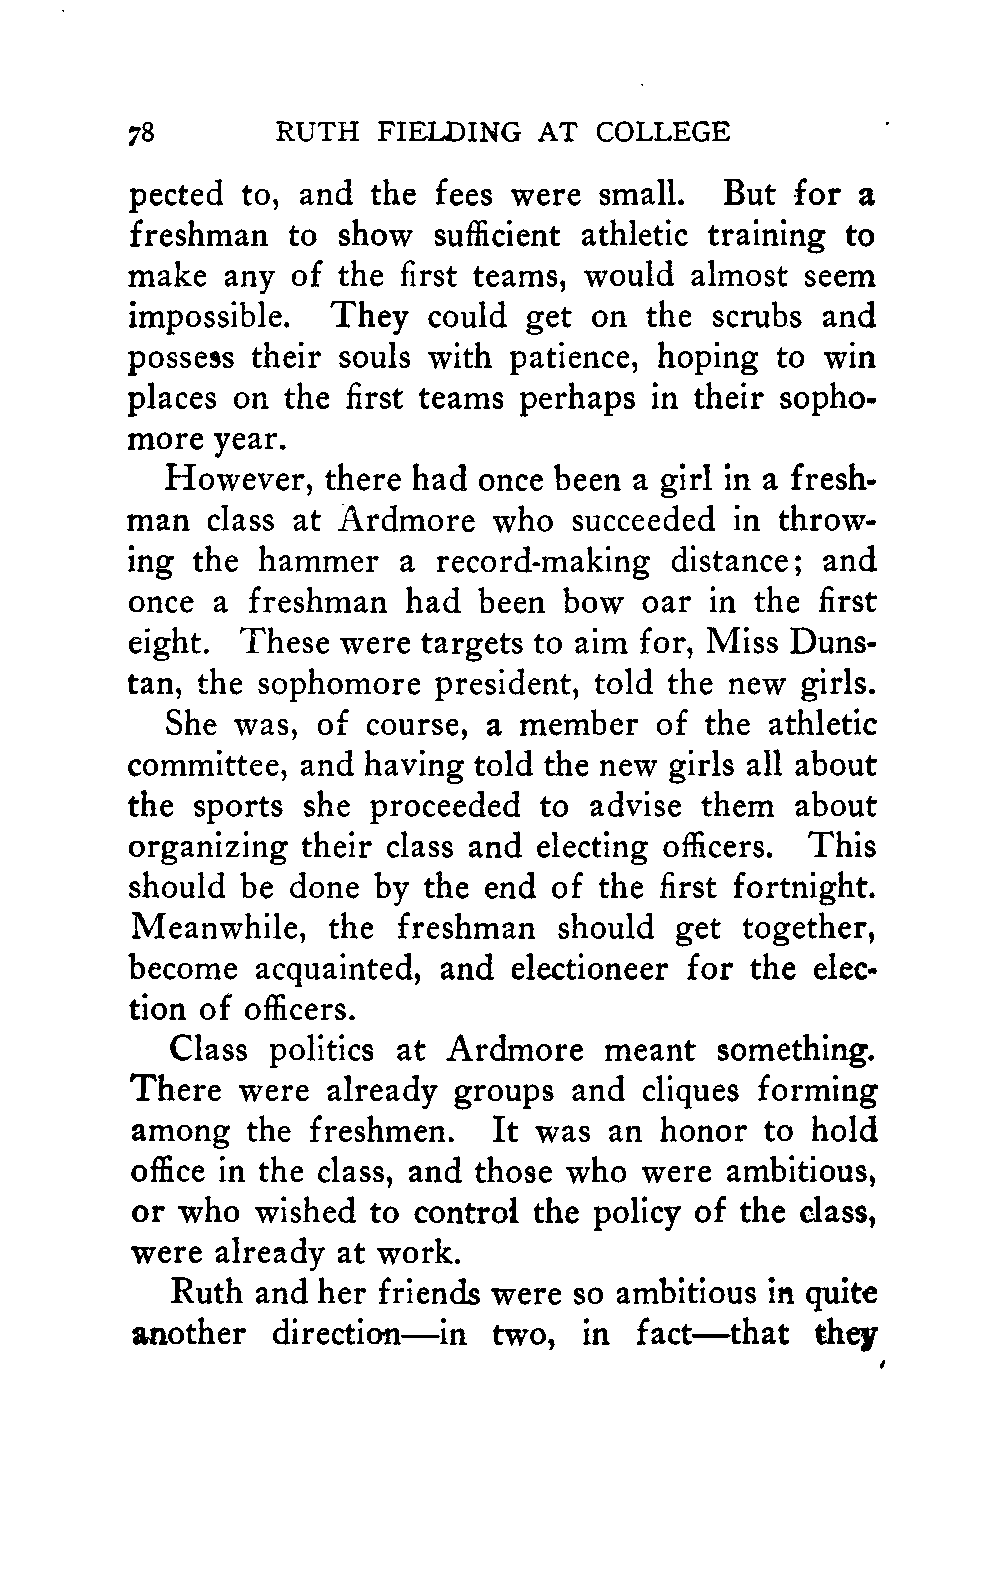 78 RUTH FIELDING AT COLLEGE
pected to, and the fees were small. But for a
freshman to show sufficient athletic training to
make any of the first teams, would almost seem
impossible. They could get on the scrubs and
possess their souls with patience, hoping to win
places on the first teams perhaps in their sopho-
more year.
However, there had once been a girl in a fresh-
man class at Ardmore who succeeded in throw-
ing the hammer a record-making distance; and
once a freshman had been bow oar in the first
eight. These were targets to aim for, Miss Duns-
tan, the sophomore president, told the new girls.
She was, of course, a member of the athletic
committee, and having told the new girls all about
the sports she proceeded to advise them about
organizing their class and electing officers. This
should be done by the end of the first fortnight.
Meanwhile, the freshman should get together,
become acquainted, and electioneer for the elec-
tion of officers.
Class politics at Ardmore meant something.
There were already groups and cliques forming
among the freshmen. It was an honor to hold
office in the class, and those who were ambitious,
or who wished to control the policy of the class,
were already at work.
Ruth and her friends were so ambitious in quite
another direction—in two, in fact—that they